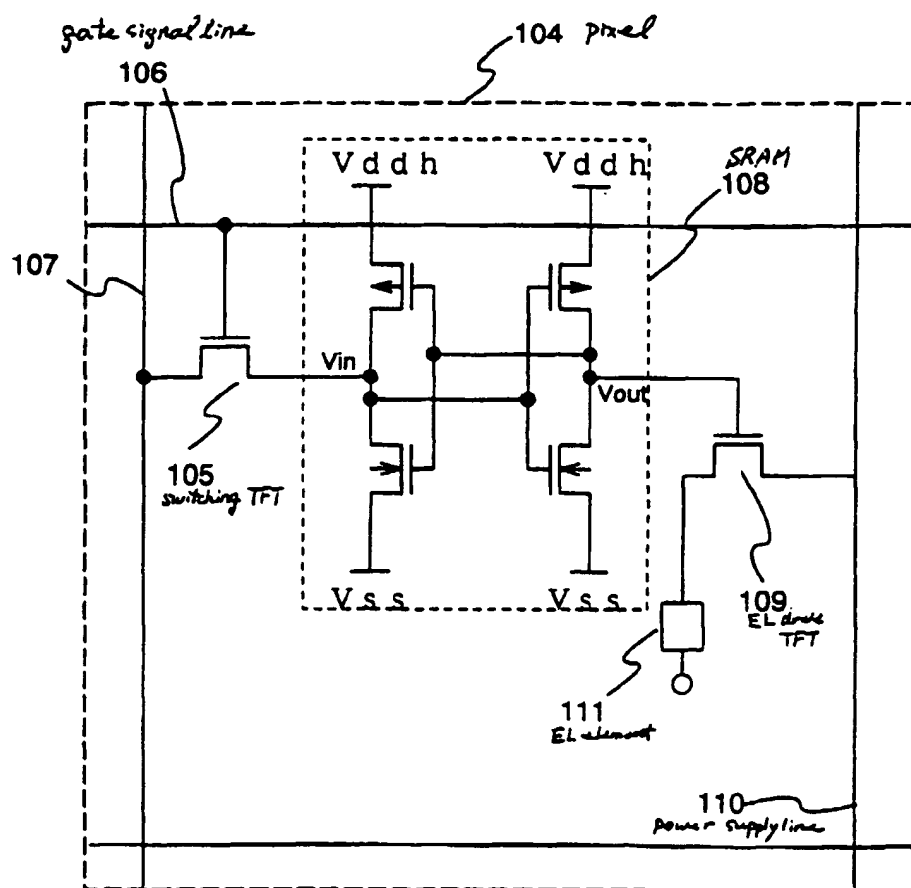 gate signal line
106
104 pixel
Vddh
Vddh
SRAM
108
107
Vin
Vout
105
switching TFT
Vss
Vss
109
EL drive
TFT
111
EL element
110
power supply line